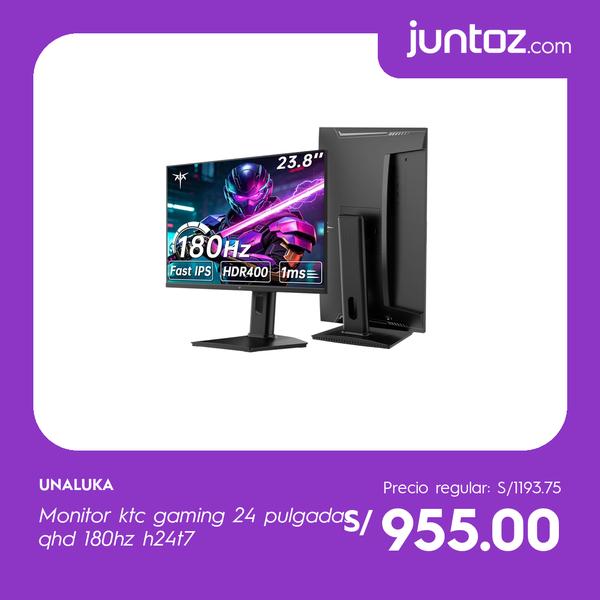 juntoz.com
23.8"
180Hz
Fast IPS HDR400 1ms
UNALUKA
Monitor ktc gaming 24 pulgadas
qhd 180hz h24t7
Precio regular: S/1193.75
S/ 955.00